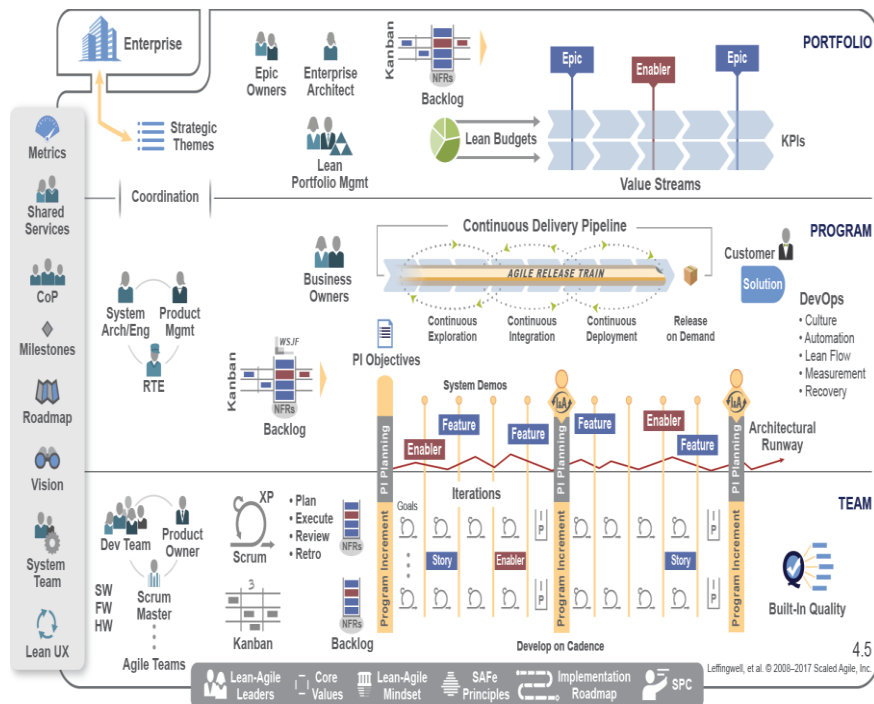 Enterprise
PORTFOLIO
Epic
Owners
Enterprise
Architect
Kanban
NFRs
Backlog
Epic
Enabler
Epic
Strategic
Themes
Lean
Portfolio Mgmt
Lean Budgets
KPIs
Value Streams
Metrics
Shared
Services
CoP
Milestones
Roadmap
Vision
System
Team
Lean UX
Coordination
PROGRAM
Continuous Delivery Pipeline
Customer
Solution
Business
Owners
AGILE RELEASE TRAIN
Continuous
Exploration
Continuous
Integration
Continuous
Deployment
Release
on Demand
DevOps
• Culture
• Automation
• Lean Flow
• Measurement
• Recovery
System
Arch/Eng
Product
Mgmt
RTE
WSJF
Kanban
NFRs
Backlog
PI Objectives
System Demos
I&A
I&A
Enabler
Feature
Feature
Feature
Enabler
Feature
Architectural
Runway
PI Planning
PI Planning
PI Planning
TEAM
Dev Team
Product
Owner
Scrum
Master
SW
FW
HW
Agile Teams
XP
Scrum
• Plan
• Execute
• Review
• Retro
NFRs
3
Kanban
NFRs
Backlog
Iterations
Goals
Program Increment
Program Increment
Program Increment
Story
Enabler
Story
I
P
I
P
I
P
I
P
Develop on Cadence
Built-In Quality
4.5
Leffingwell, et al. © 2008–2017 Scaled Agile, Inc.
Lean-Agile
Leaders
Core
Values
Lean-Agile
Mindset
SAFe
Principles
Implementation
Roadmap
SPC